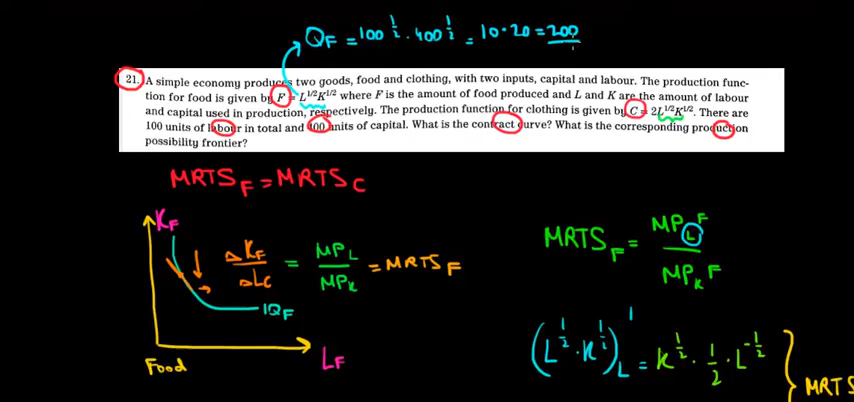 Q_F = 100^{1/2} · 400^{1/2} = 10 · 20 = 200
21. A simple economy produces two goods, food and clothing, with two inputs, capital and labour. The production func-
tion for food is given by F = L^{1/2}K^{1/2} where F is the amount of food produced and L and K are the amount of labour
and capital used in production, respectively. The production function for clothing is given by C = 2L^{1/2}K^{1/2}. There are
100 units of labour in total and 400 units of capital. What is the contract curve? What is the corresponding production
possibility frontier?
MRTS_F = MRTS_C
K_F
ΔK_F / ΔL_C = MP_L / MP_K = MRTS_F
IQ_F
Food
L_F
MRTS_F = MP_L F / MP_K F
(L^{1/2} · K^{1/2})'_L = K^{1/2} · 1/2 · L^{-1/2}
MRTS